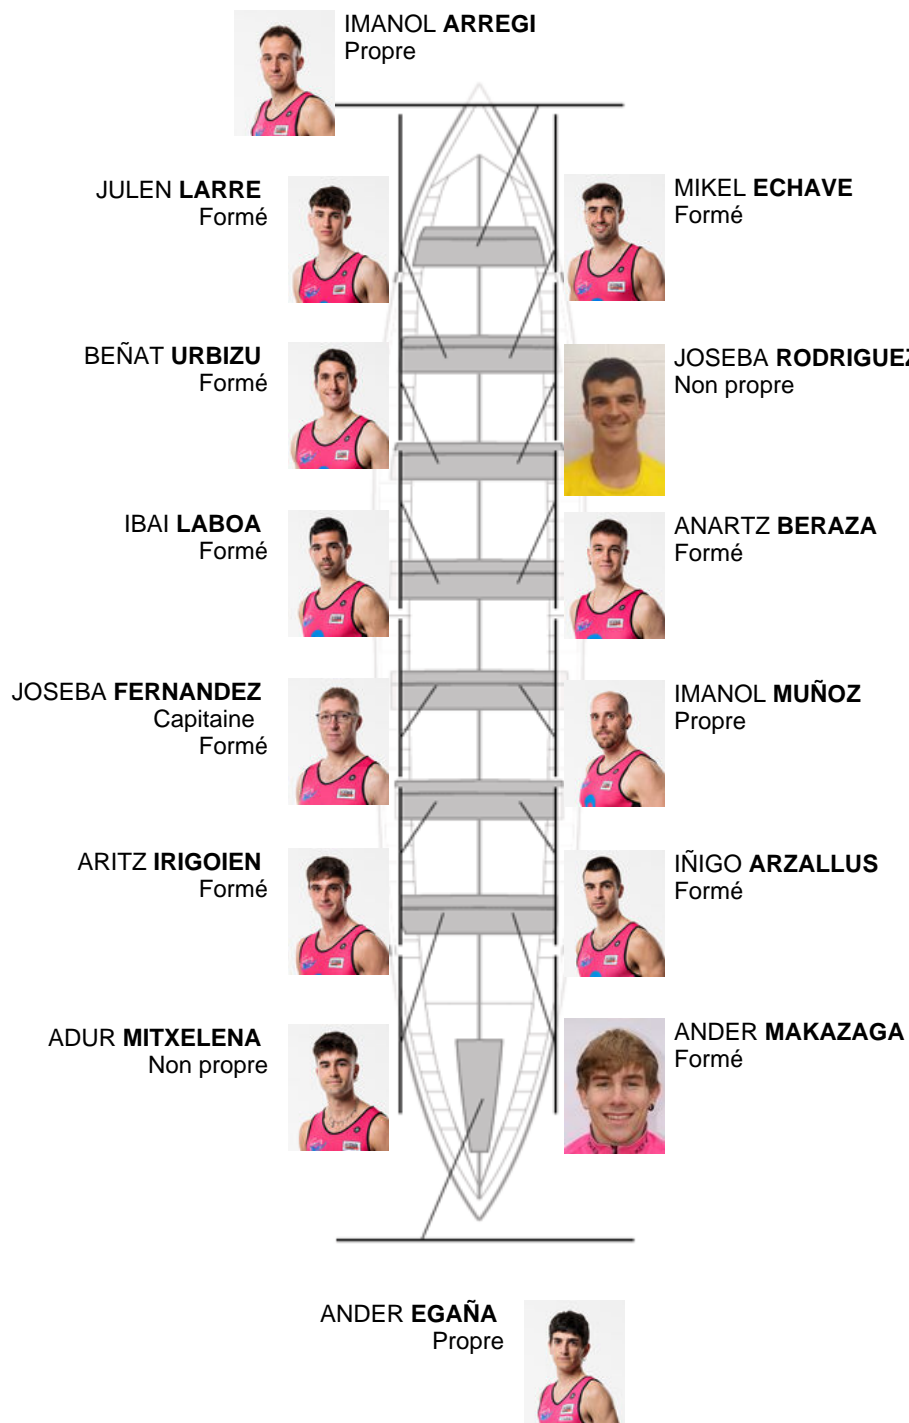 IMANOL ARREGI
Propre
JULEN LARRE
Formé
MIKEL ECHAVE
Formé
BEÑAT URBIZU
Formé
JOSEBA RODRIGUEZ
Non propre
IBAI LABOA
Formé
ANARTZ BERAZA
Formé
JOSEBA FERNANDEZ
Capitaine
Formé
IMANOL MUÑOZ
Propre
ARITZ IRIGOIEN
Formé
IÑIGO ARZALLUS
Formé
ADUR MITXELENA
Non propre
ANDER MAKAZAGA
Formé
ANDER EGAÑA
Propre